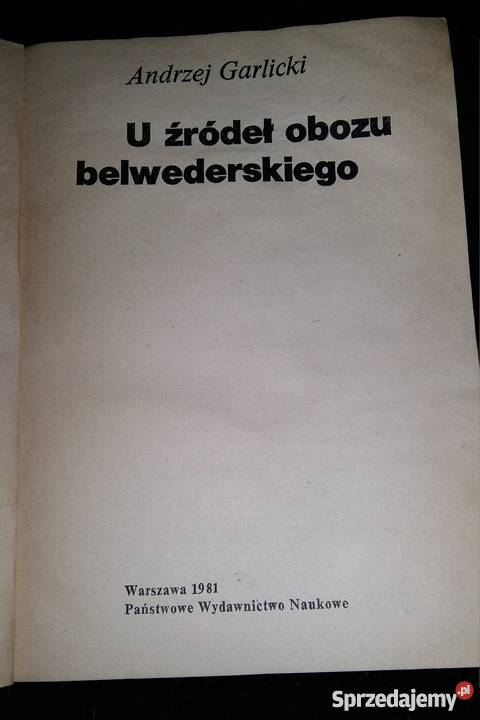 Andrzej Garlicki
U źródeł obozu
belwederskiego
Warszawa 1981
Państwowe Wydawnictwo Naukowe
Sprzedajemy.pl